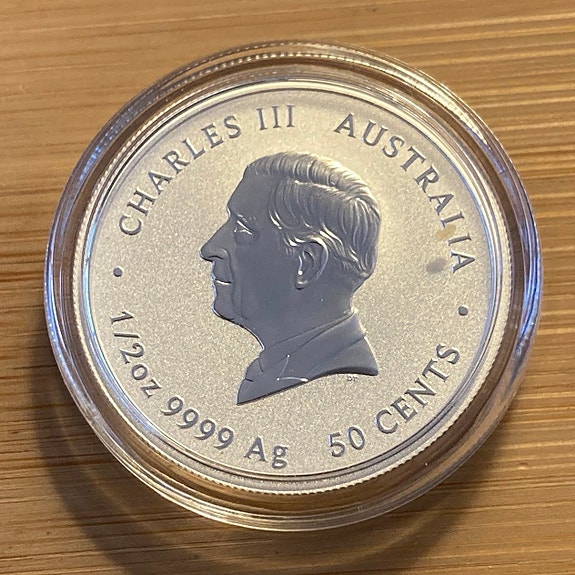 CHARLES III AUSTRALIA
1/2oz 9999 Ag 50 CENTS